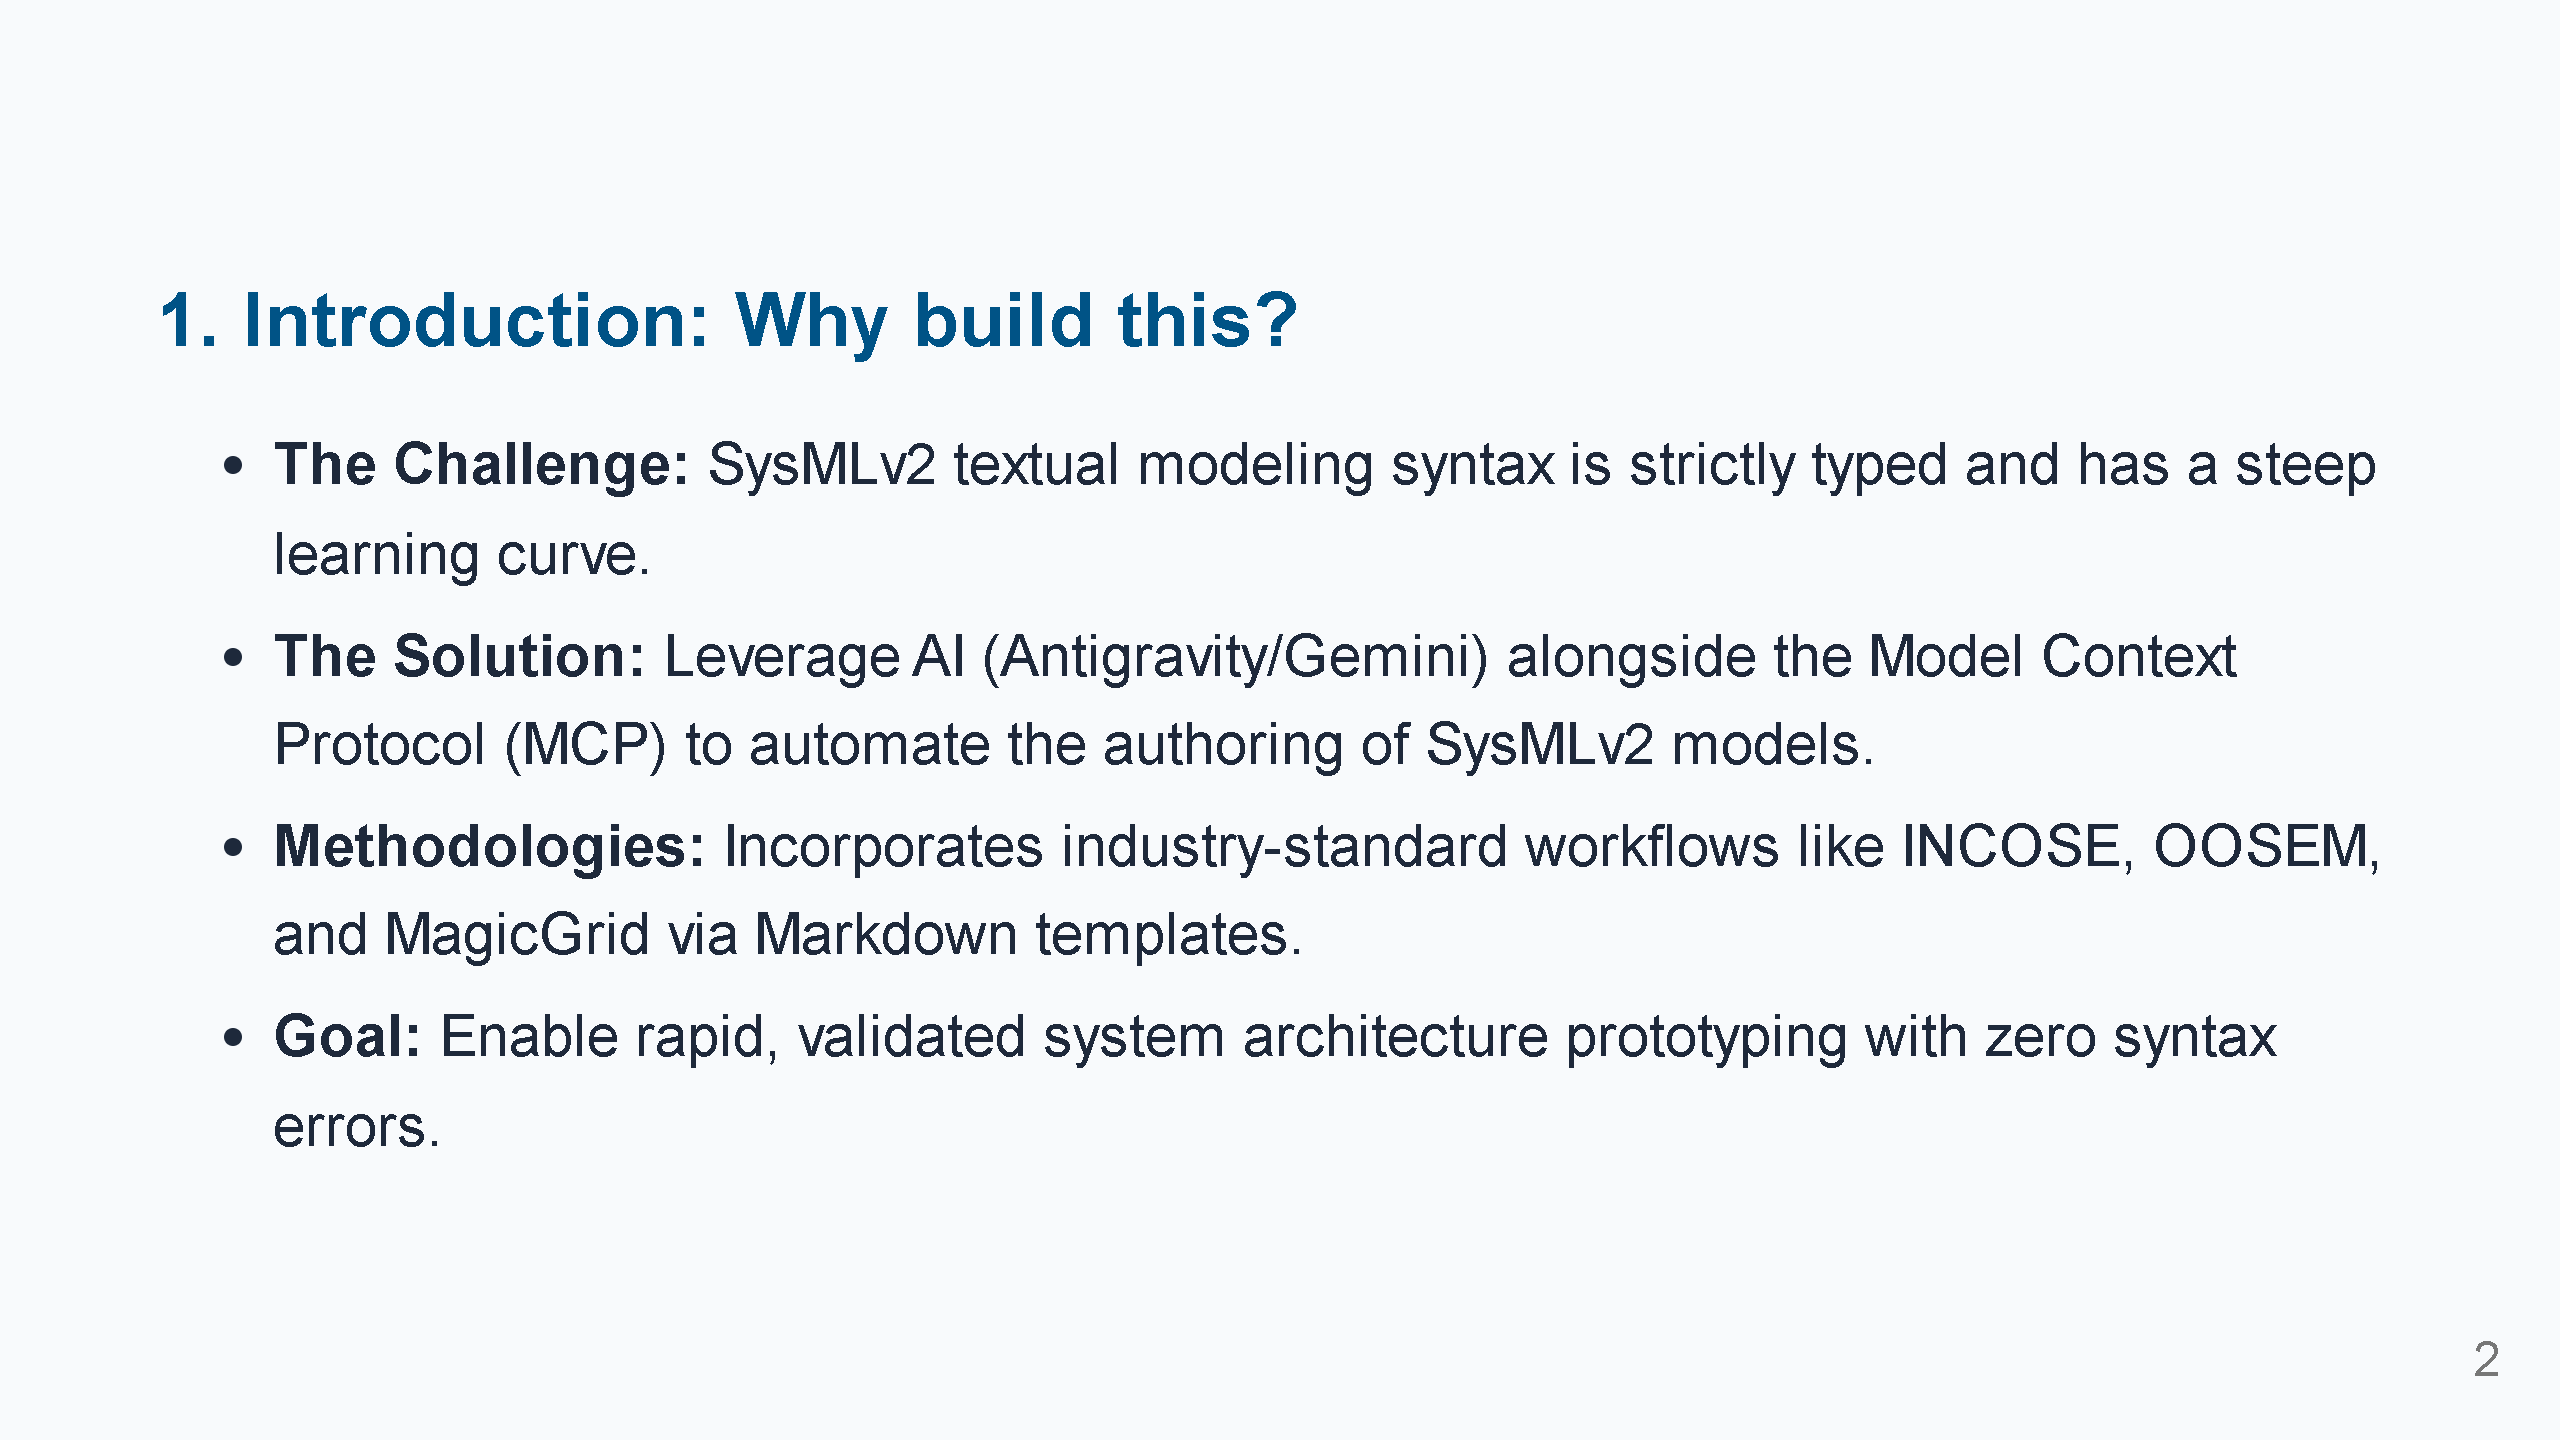 1. Introduction: Why build this?
• The Challenge: SysMLv2 textual modeling syntax is strictly typed and has a steep
learning curve.
• The Solution: Leverage AI (Antigravity/Gemini) alongside the Model Context
Protocol (MCP) to automate the authoring of SysMLv2 models.
• Methodologies: Incorporates industry-standard workflows like INCOSE, OOSEM,
and MagicGrid via Markdown templates.
• Goal: Enable rapid, validated system architecture prototyping with zero syntax
errors.
2